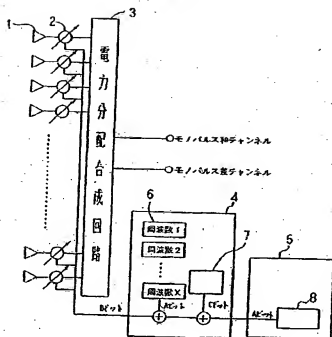 1
2
3
電力分配合成回路
モノパルス和チャンネル
モノパルス差チャンネル
6
4
周波数1
周波数2
7
5
周波数X
8
Bビット
Aビット
Cビット
Aビット